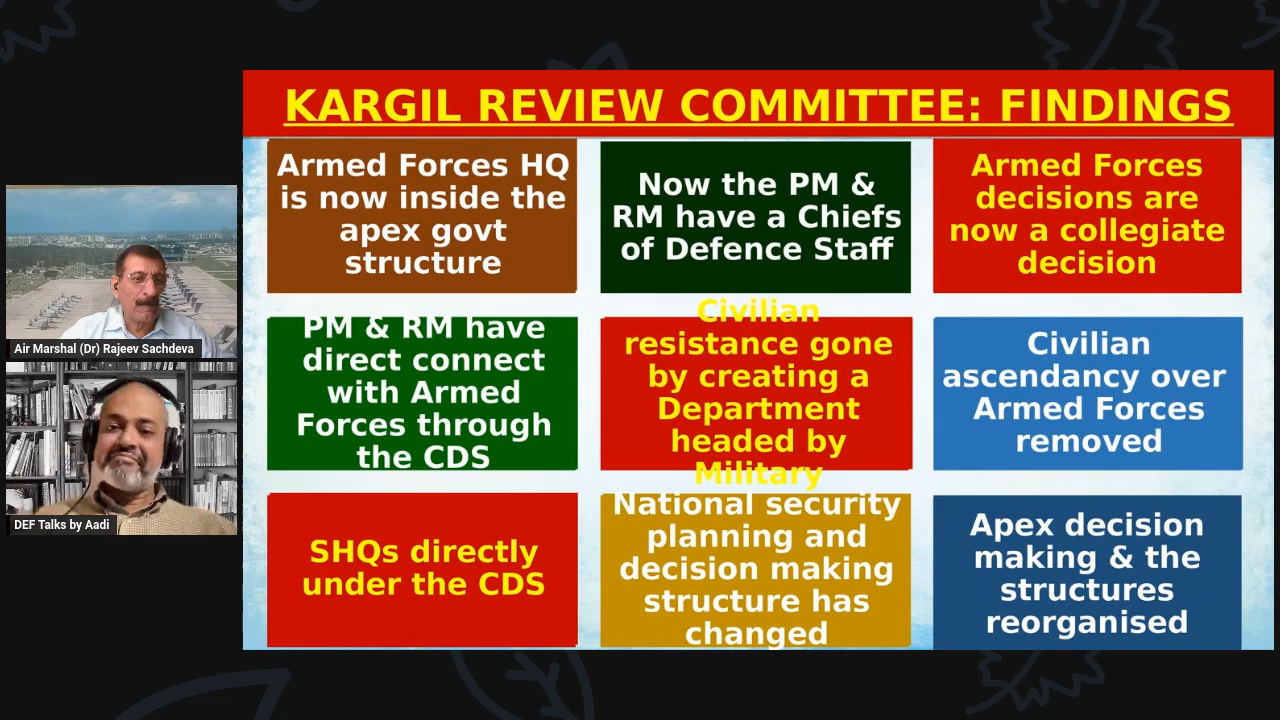 KARGIL REVIEW COMMITTEE: FINDINGS
Armed Forces HQ
is now inside the
apex govt
structure
Now the PM &
RM have a Chiefs
of Defence Staff
Armed Forces
decisions are
now a collegiate
decision
PM & RM have
direct connect
with Armed
Forces through
the CDS
Civilian
resistance gone
by creating a
Department
headed by
Military
Civilian
ascendancy over
Armed Forces
removed
SHQs directly
under the CDS
National security
planning and
decision making
structure has
changed
Apex decision
making & the
structures
reorganised
Air Marshal (Dr) Rajeev Sachdeva
DEF Talks by Aadi